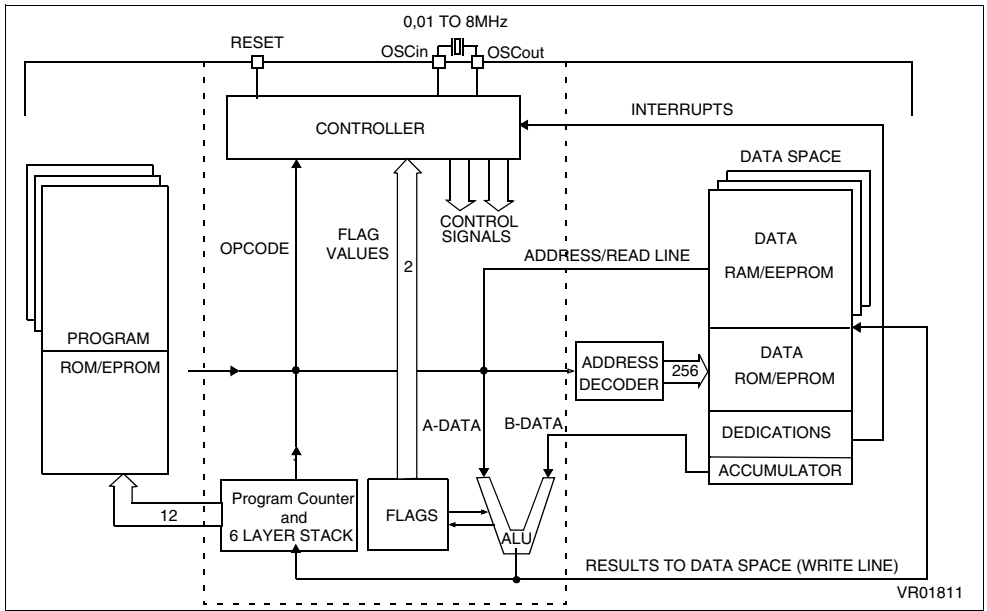 0,01 TO 8MHz
RESET
OSCin
OSCout
INTERRUPTS
CONTROLLER
DATA SPACE
CONTROL
SIGNALS
OPCODE
FLAG
VALUES
2
DATA
RAM/EEPROM
ADDRESS/READ LINE
PROGRAM
ROM/EPROM
ADDRESS
DECODER
256
DATA
ROM/EPROM
A-DATA
B-DATA
DEDICATIONS
ACCUMULATOR
12
Program Counter
and
6 LAYER STACK
FLAGS
ALU
RESULTS TO DATA SPACE (WRITE LINE)
VR01811